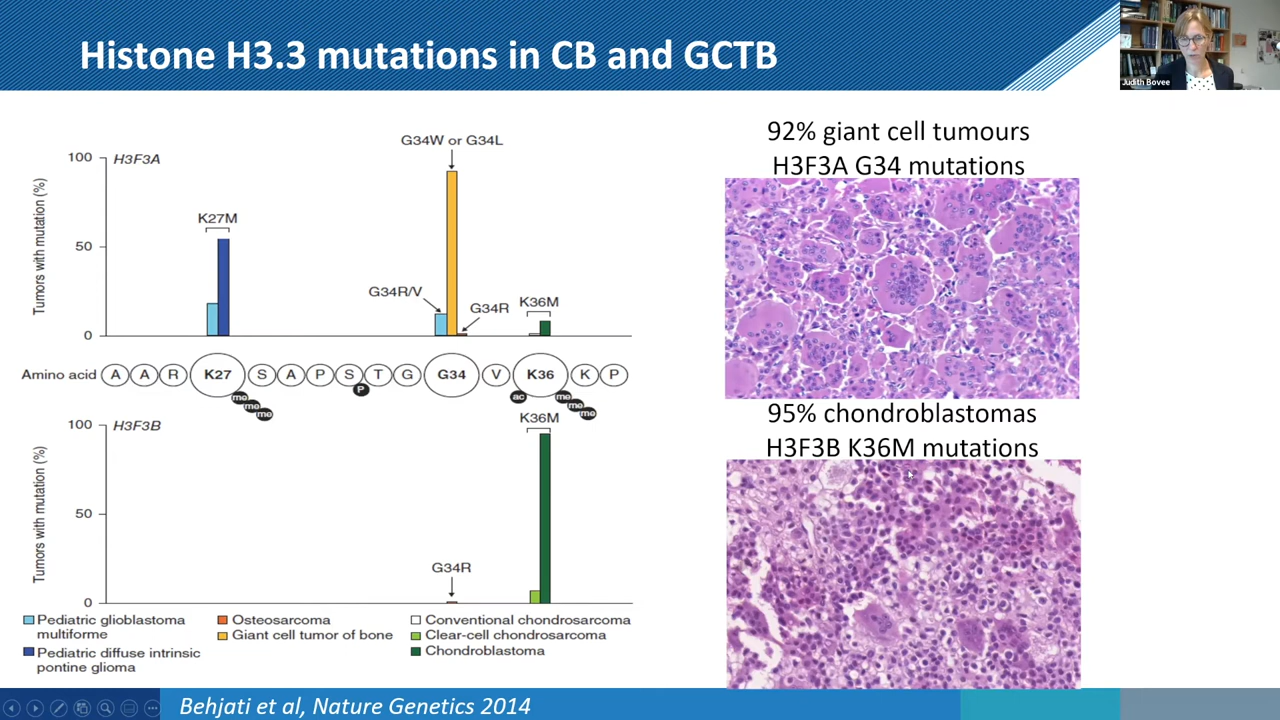 Histone H3.3 mutations in CB and GCTB
Judith Bovee
G34W or G34L
100
H3F3A
Tumors with mutation (%)
K27M
50
G34R/V
G34R
K36M
0
Amino acid A A R K27 S A P S T G G34 V K36 K P
me me me
P
ac
me me me
K36M
100
H3F3B
Tumors with mutation (%)
50
G34R
0
Pediatric glioblastoma
multiforme
Pediatric diffuse intrinsic
pontine glioma
Osteosarcoma
Giant cell tumor of bone
Conventional chondrosarcoma
Clear-cell chondrosarcoma
Chondroblastoma
92% giant cell tumours
H3F3A G34 mutations
95% chondroblastomas
H3F3B K36M mutations
Behjati et al, Nature Genetics 2014